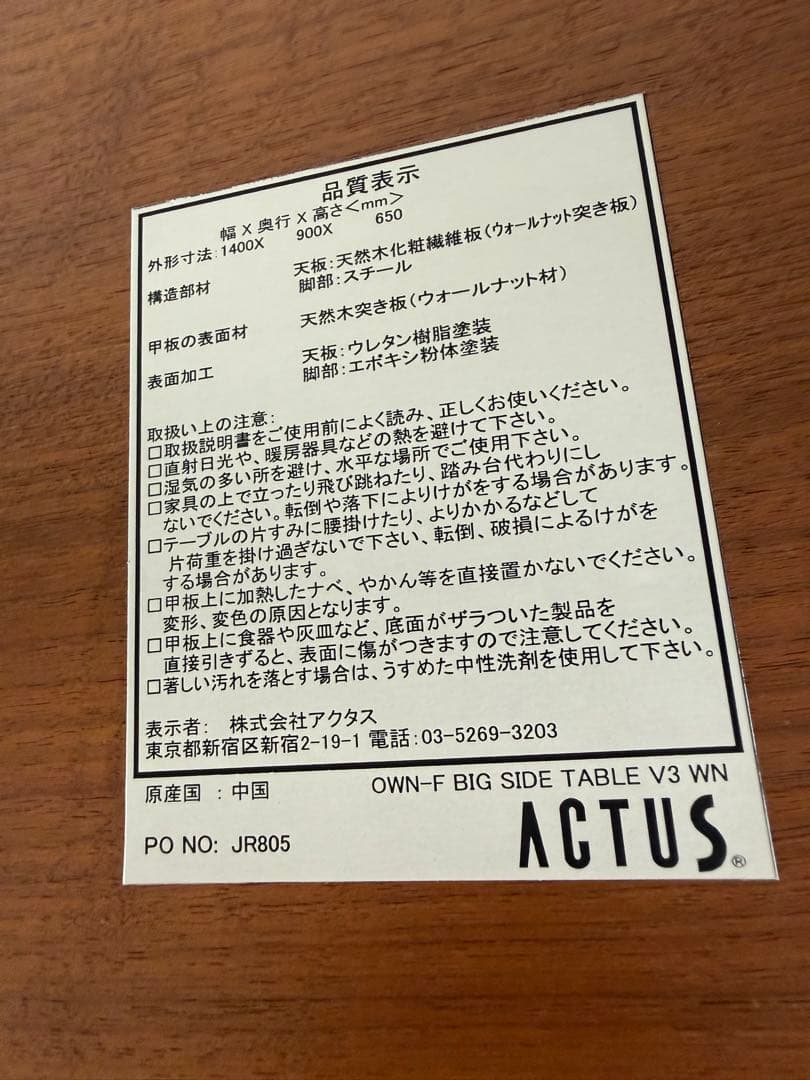 品質表示
幅 X 奥行 X 高さ<mm>
外形寸法:1400X 900X 650
構造部材 天板:天然木化粧繊維板(ウォールナット突き板)
脚部:スチール
甲板の表面材 天然木突き板(ウォールナット材)
表面加工 天板:ウレタン樹脂塗装
脚部:エポキシ粉体塗装
取扱い上の注意:
□取扱説明書をご使用前によく読み、正しくお使いください。
□直射日光や、暖房器具などの熱を避けて下さい。
□湿気の多い所を避け、水平な場所でご使用下さい。
□家具の上で立ったり飛び跳ねたり、踏み台代わりにし
ないでください。転倒や落下によりけがをする場合があります。
□テーブルの片すみに腰掛けたり、よりかかるなどして
片荷重を掛け過ぎないで下さい、転倒、破損によるけがを
する場合があります。
□甲板上に加熱したナベ、やかん等を直接置かないでください。
変形、変色の原因となります。
□甲板上に食器や灰皿など、底面がザラついた製品を
直接引きずると、表面に傷がつきますので注意してください。
□著しい汚れを落とす場合は、うすめた中性洗剤を使用して下さい。
表示者: 株式会社アクタス
東京都新宿区新宿2-19-1 電話:03-5269-3203
原産国 : 中国 OWN-F BIG SIDE TABLE V3 WN
PO NO: JR805 ACTUS®